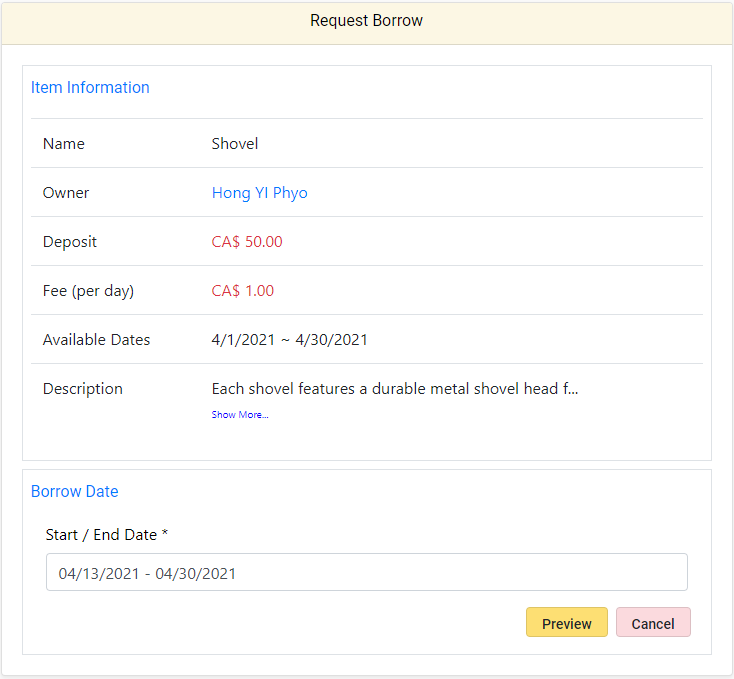 Request Borrow
Item Information
Name Shovel
Owner Hong YI Phyo
Deposit CA$ 50.00
Fee (per day) CA$ 1.00
Available Dates 4/1/2021 ~ 4/30/2021
Description Each shovel features a durable metal shovel head f...
Show More...
Borrow Date
Start / End Date *
04/13/2021 - 04/30/2021
Preview Cancel